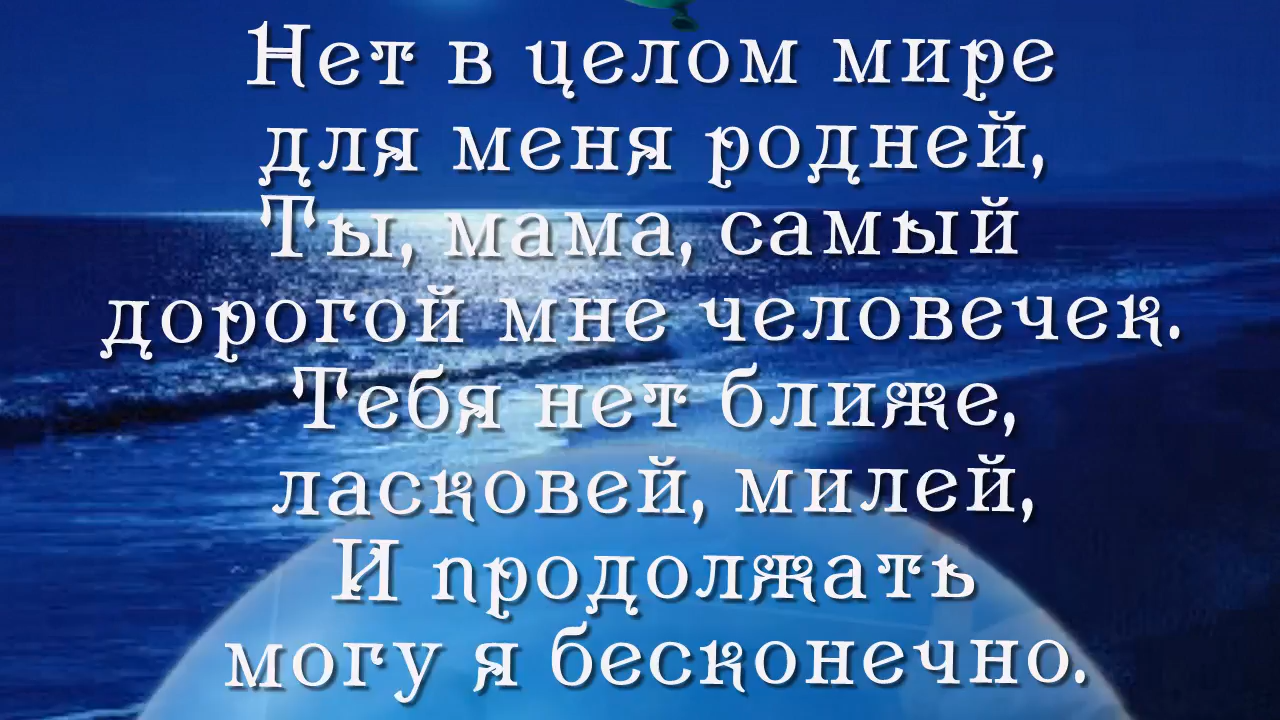 Нет в целом мире
для меня родней,
Ты, мама, самый
дорогой мне человечек.
Тебя нет ближе,
ласковей, милей,
И продолжать
могу я бесконечно.